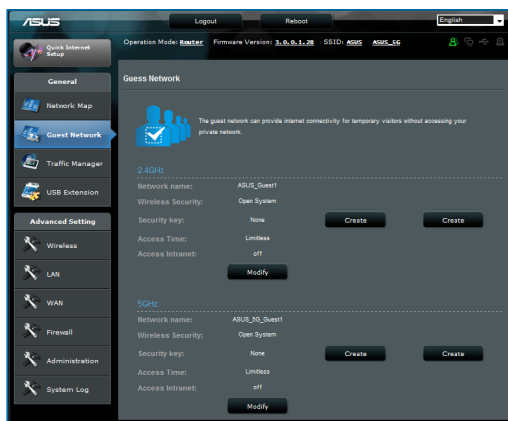 ASUS
Logout
Reboot
English
Quick Internet
Setup
Operation Mode: Router Firmware Version: 3.0.0.1.28 SSID: ASUS ASUS_5G
General
Network Map
Guest Network
Traffic Manager
USB Extension
Advanced Setting
Wireless
LAN
WAN
Firewall
Administration
System Log
Guess Network
The guest network can provide internet connectivity for temporary visitors without accessing your
private network.
2.4GHz
Network name: ASUS_Guest1
Wireless Security: Open System
Security key: None Create Create
Access Time: Limitless
Access Intranet: off
Modify
5GHz
Network name: ASUS_5G_Guest1
Wireless Security: Open System
Security key: None Create Create
Access Time: Limitless
Access Intranet: off
Modify